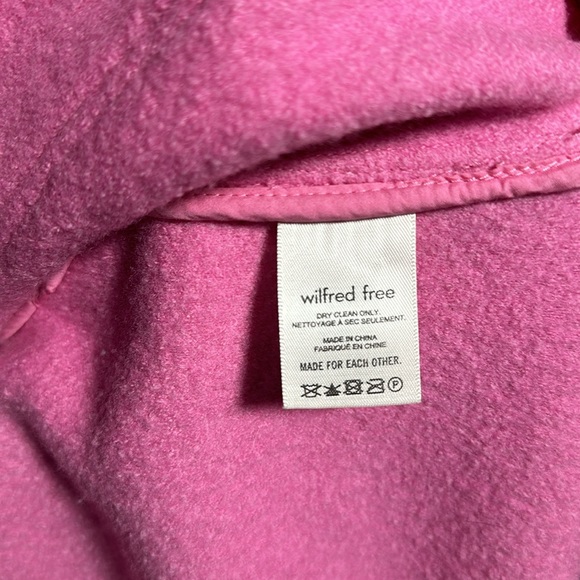 wilfred free
DRY CLEAN ONLY.
NETTOYAGE À SEC SEULEMENT.
MADE IN CHINA
FABRIQUÉ EN CHINE
MADE FOR EACH OTHER.
P